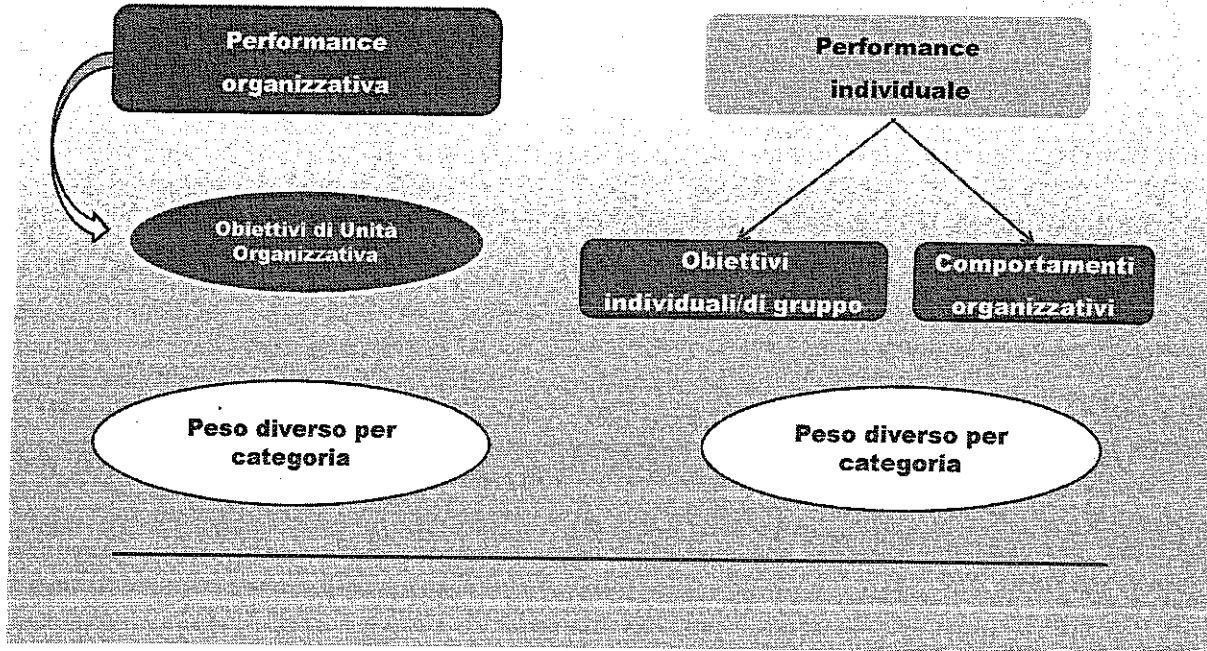 Performance
organizzativa
Performance
individuale
Obiettivi di Unità
Organizzativa
Obiettivi
individuali/di gruppo
Comportamenti
organizzativi
Peso diverso per
categoria
Peso diverso per
categoria